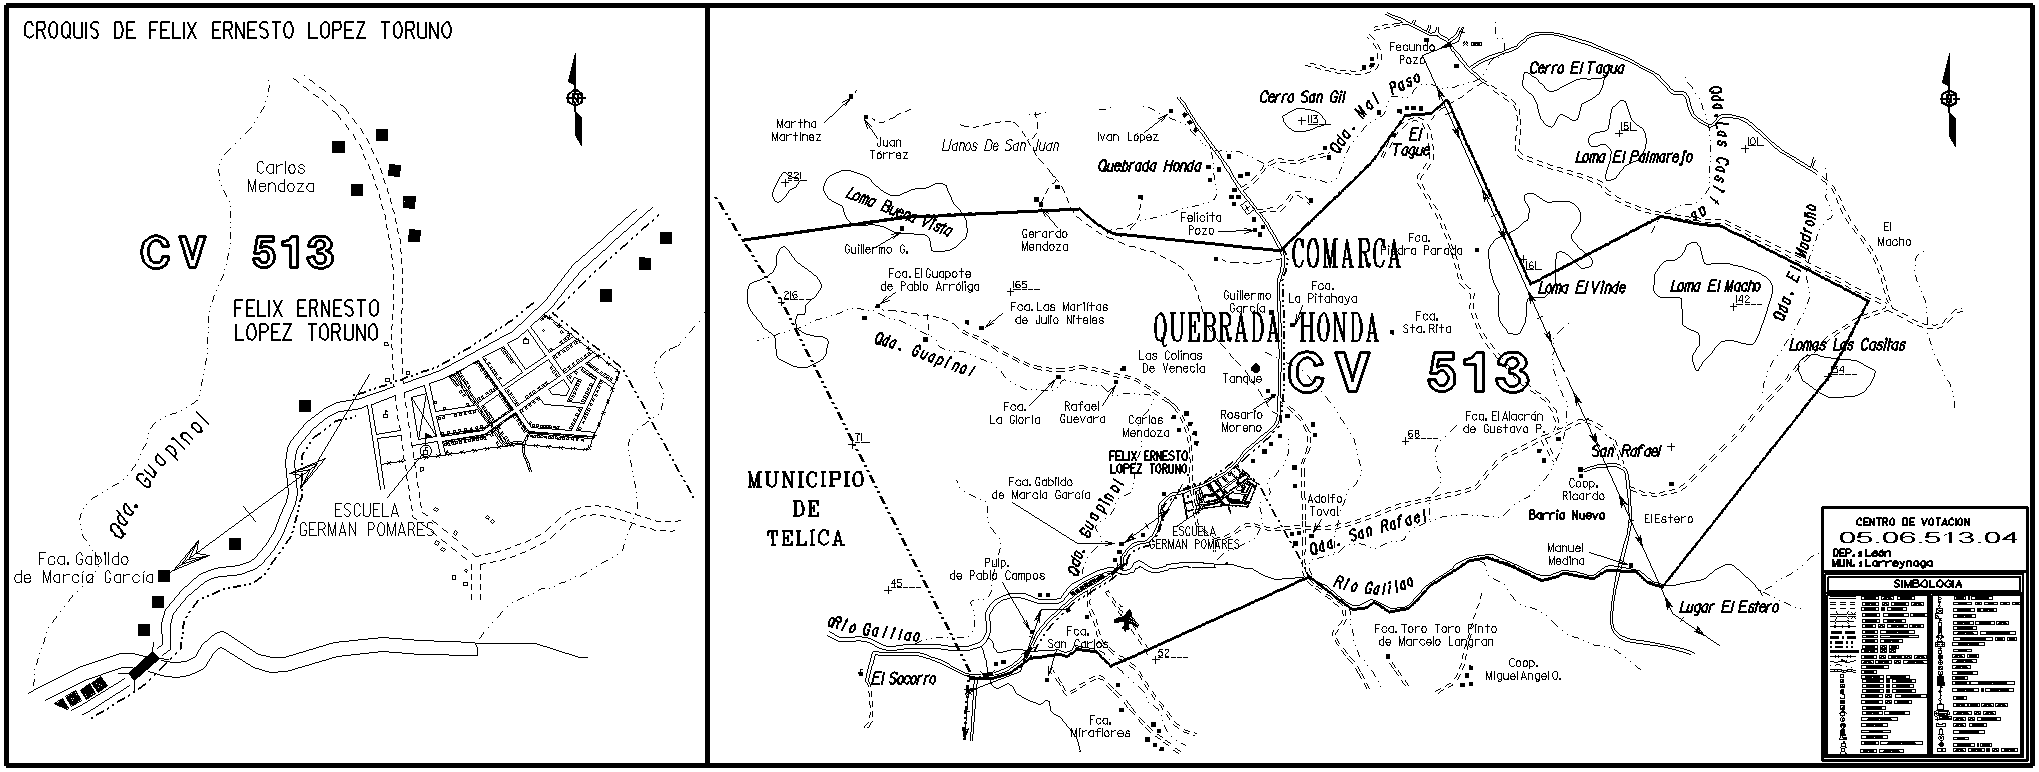 CROQUIS DE FELIX ERNESTO LOPEZ TORUNO
Carlos
Mendoza
CV 513
FELIX ERNESTO
LOPEZ TORUNO
Qda. Guapinol
ESCUELA
GERMAN POMARES
Fca. Gabildo
de Marcia García
Fecundo
Pozo
Cerro El Tagua
Cerro San Gil
113
Qda. Mal Paso
El
Tague
151
Loma El Palmarejo
Qda. Las Casitas
101
Martha
Martinez
Juan
Torrez
Llanos De San Juan
Ivan Lopez
Quebrada Honda
221
Loma Buena Vista
Guillermo G.
Gerardo
Mendoza
Felicita
Pozo
COMARCA
QUEBRADA HONDA
CV 513
Fca.
Piedra Parada
161
Loma El Vinde
Loma El Macho
142
Qda. El Madroño
El
Macho
Lomas Las Casitas
154
216
Fca. El Guapote
de Pablo Arróliga
165
Fca. Las Mariitas
de Julio Niteles
Qda. Guapinol
Guillermo
García
Fca.
La Pitahaya
Fca.
Sta. Rita
Las Colinas
De Venecia
Tanque
Fca.
La Gloria
Rafael
Guevara
Carlos
Mendoza
Rosario
Moreno
68
Fca. El Alacrán
de Gustavo P.
71
MUNICIPIO
DE
TELICA
FELIX ERNESTO
LOPEZ TORUNO
Fca. Gabildo
de Marcia García
Qda. Guapinol
ESCUELA
GERMAN POMARES
Adolfo
Toval
Qda. San Rafael
San Rafael
Coop.
Ricardo
Barrio Nuevo
El Estero
Manuel
Medina
Lugar El Estero
45
Pulp.
de Pablo Campos
Río Galilao
Río Galilao
El Socorro
Fca.
San Carlos
52
Fca.
Miraflores
Fca. Toro Toro Pinto
de Marcelo Langran
Coop.
Miguel Angel O.
CENTRO DE VOTACION
05.06.513.04
DEP.: León
MUN.: Larreynaga
SIMBOLOGIA